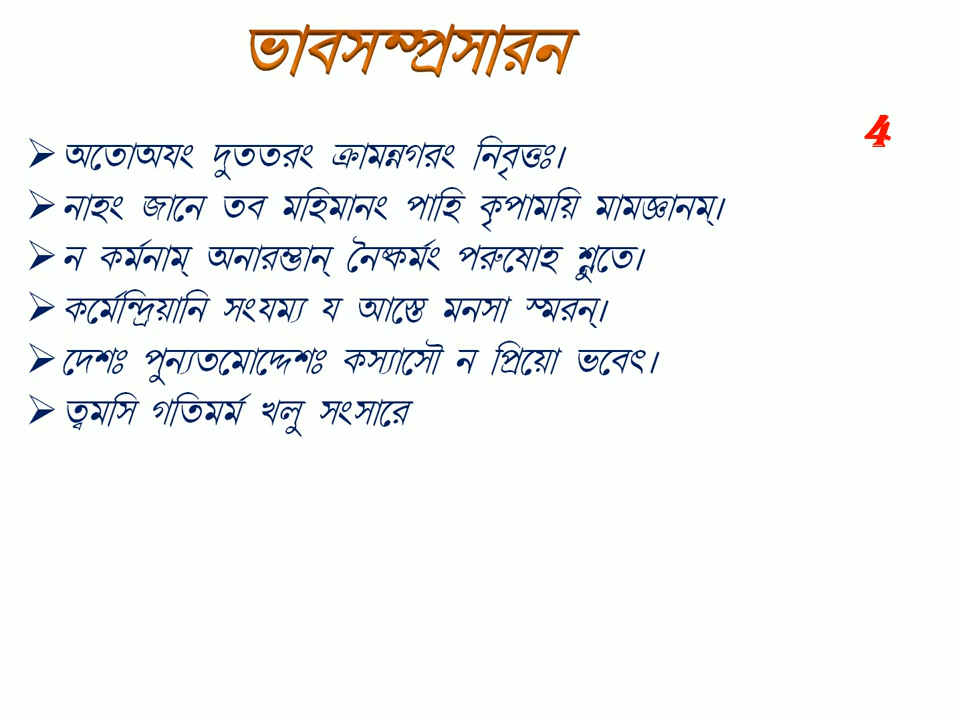 ভাবসম্প্রসারন
4
➢ অতোঅযং দুততরং ক্রামন্নগরং নিবৃত্তঃ।
➢ নাহং জানে তব মহিমানং পাহি কৃপাময়ি মামজ্ঞানম্।
➢ ন কর্মনাম্ অনারম্ভান্ নৈষ্কর্মং পরুষোহ শ্নুতে।
➢ কর্মেন্দ্রিয়ানি সংযম্য য আস্তে মনসা স্মরন্।
➢ দেশঃ পুন্যতমোদ্দেশঃ কস্যাসৌ ন প্রিয়ো ভবেৎ।
➢ ত্বমসি গতিমর্ম খলু সংসারে